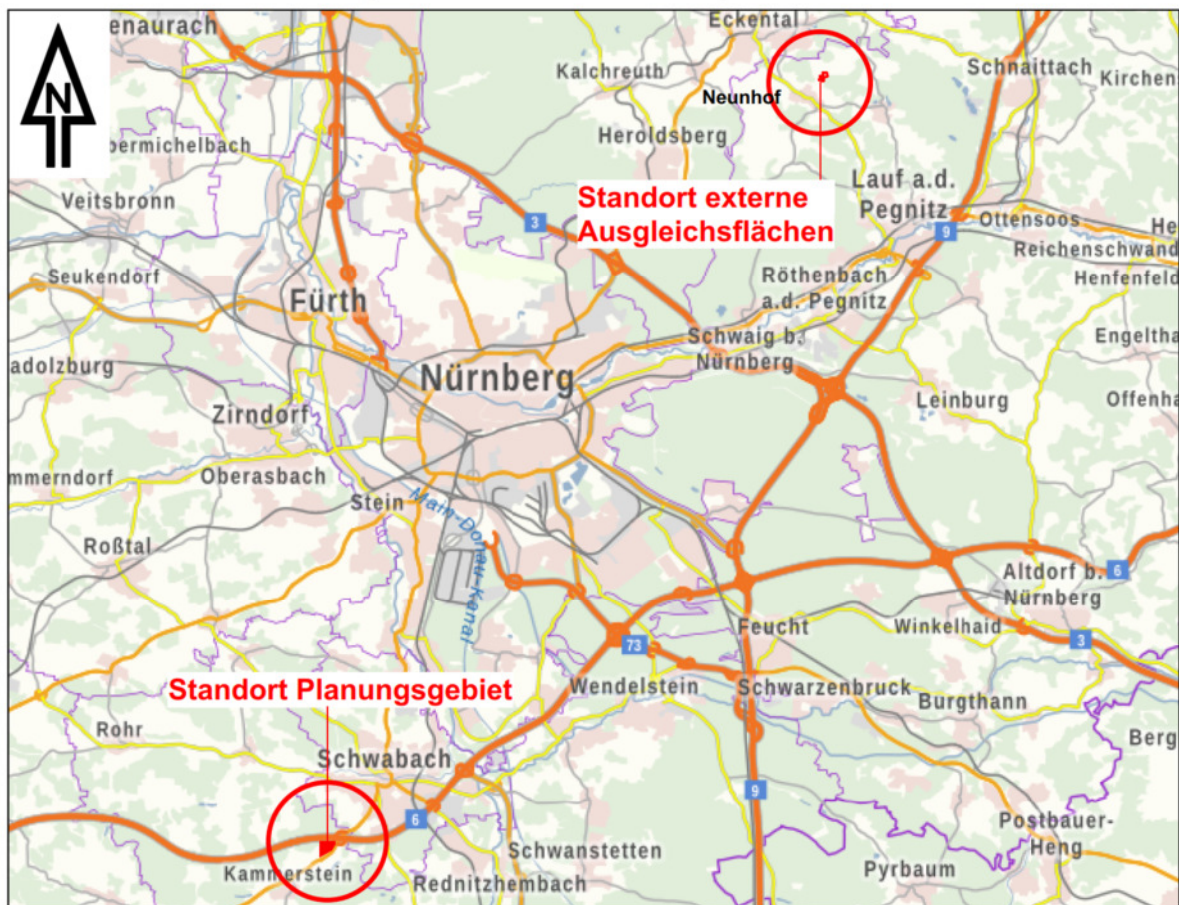 enaurach
Eckental
N
Kalchreuth
Schnaittach
Kirchens
Neunhof
bermichelbach
Heroldsberg
Veitsbronn
Standort externe
Ausgleichsflächen
Lauf a.d.
Pegnitz
3
9
Ottensoos
He
Reichenschwand
Seukendorf
Röthenbach
a.d. Pegnitz
Henfenfeld
Fürth
Schwaig b.
Nürnberg
Engeltha
adolzburg
Nürnberg
Leinburg
Offenha
Zirndorf
mmerndorf
Oberasbach
Stein
Main-Donau-Kanal
Roßtal
Altdorf b.
Nürnberg
6
Feucht
Winkelhaid
3
73
Standort Planungsgebiet
Wendelstein
Schwarzenbruck
Burgthann
Rohr
Berg
Schwabach
9
6
Postbauer-
Heng
Schwanstetten
Kammerstein
Rednitzhembach
Pyrbaum